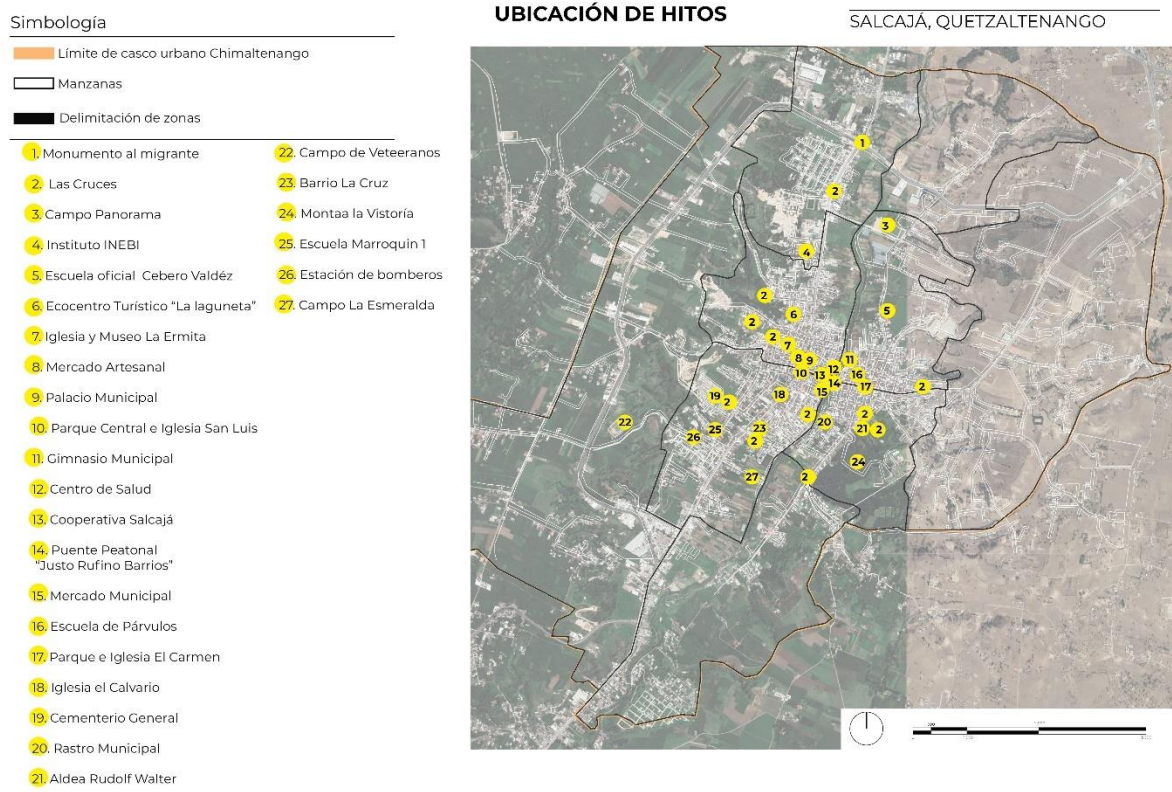 Simbología
UBICACIÓN DE HITOS
SALCAJÁ, QUETZALTENANGO
Límite de casco urbano Chimaltenango
Manzanas
Delimitación de zonas
1. Monumento al migrante
2. Las Cruces
3. Campo Panorama
4. Instituto INEBI
5. Escuela oficial Cebero Valdéz
6. Ecocentro Turístico "La laguneta"
7. Iglesia y Museo La Ermita
8. Mercado Artesanal
9. Palacio Municipal
10. Parque Central e Iglesia San Luis
11. Gimnasio Municipal
12. Centro de Salud
13. Cooperativa Salcajá
14. Puente Peatonal
"Justo Rufino Barrios"
15. Mercado Municipal
16. Escuela de Párvulos
17. Parque e Iglesia El Carmen
18. Iglesia el Calvario
19. Cementerio General
20. Rastro Municipal
21. Aldea Rudolf Walter
22. Campo de Veteeranos
23. Barrio La Cruz
24. Montaa la Vistoría
25. Escuela Marroquin 1
26. Estación de bomberos
27. Campo La Esmeralda
1
2
3
4
2
5
6
2
2
7
8 9 11
10 13 12 16
14 17 2
15
19 2 18
2 2
22 20 21 2
26 25 23
2
24
27 2